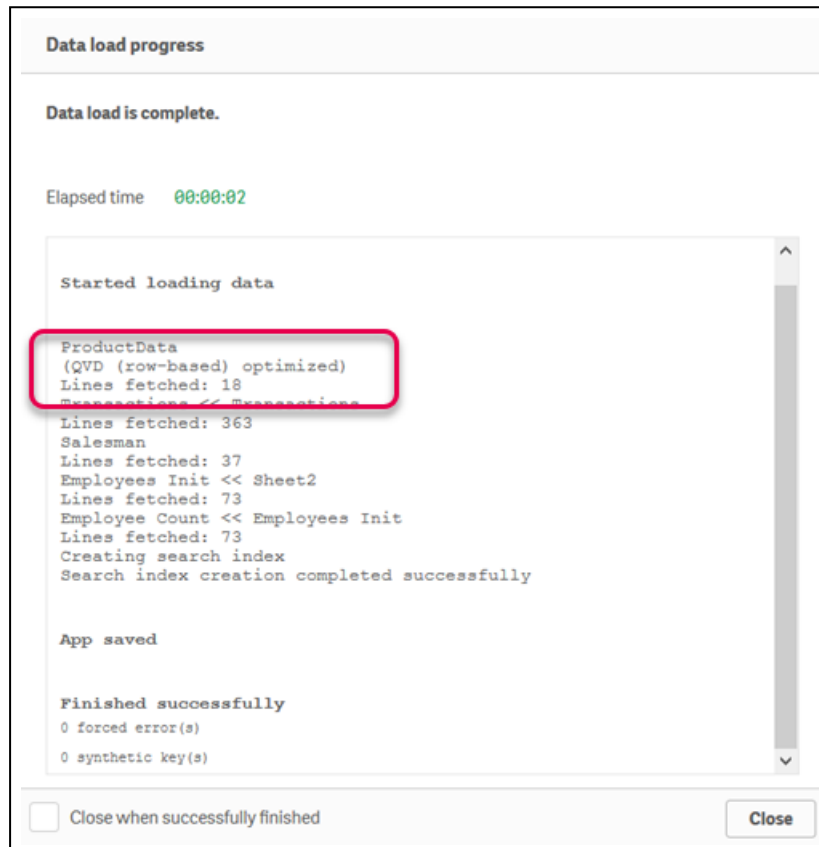 Data load progress
Data load is complete.
Elapsed time 00:00:02
Started loading data
ProductData
(QVD (row-based) optimized)
Lines fetched: 18
Transactions << Transactions
Lines fetched: 363
Salesman
Lines fetched: 37
Employees Init << Sheet2
Lines fetched: 73
Employee Count << Employees Init
Lines fetched: 73
Creating search index
Search index creation completed successfully
App saved
Finished successfully
0 forced error(s)
0 synthetic key(s)
Close when successfully finished
Close